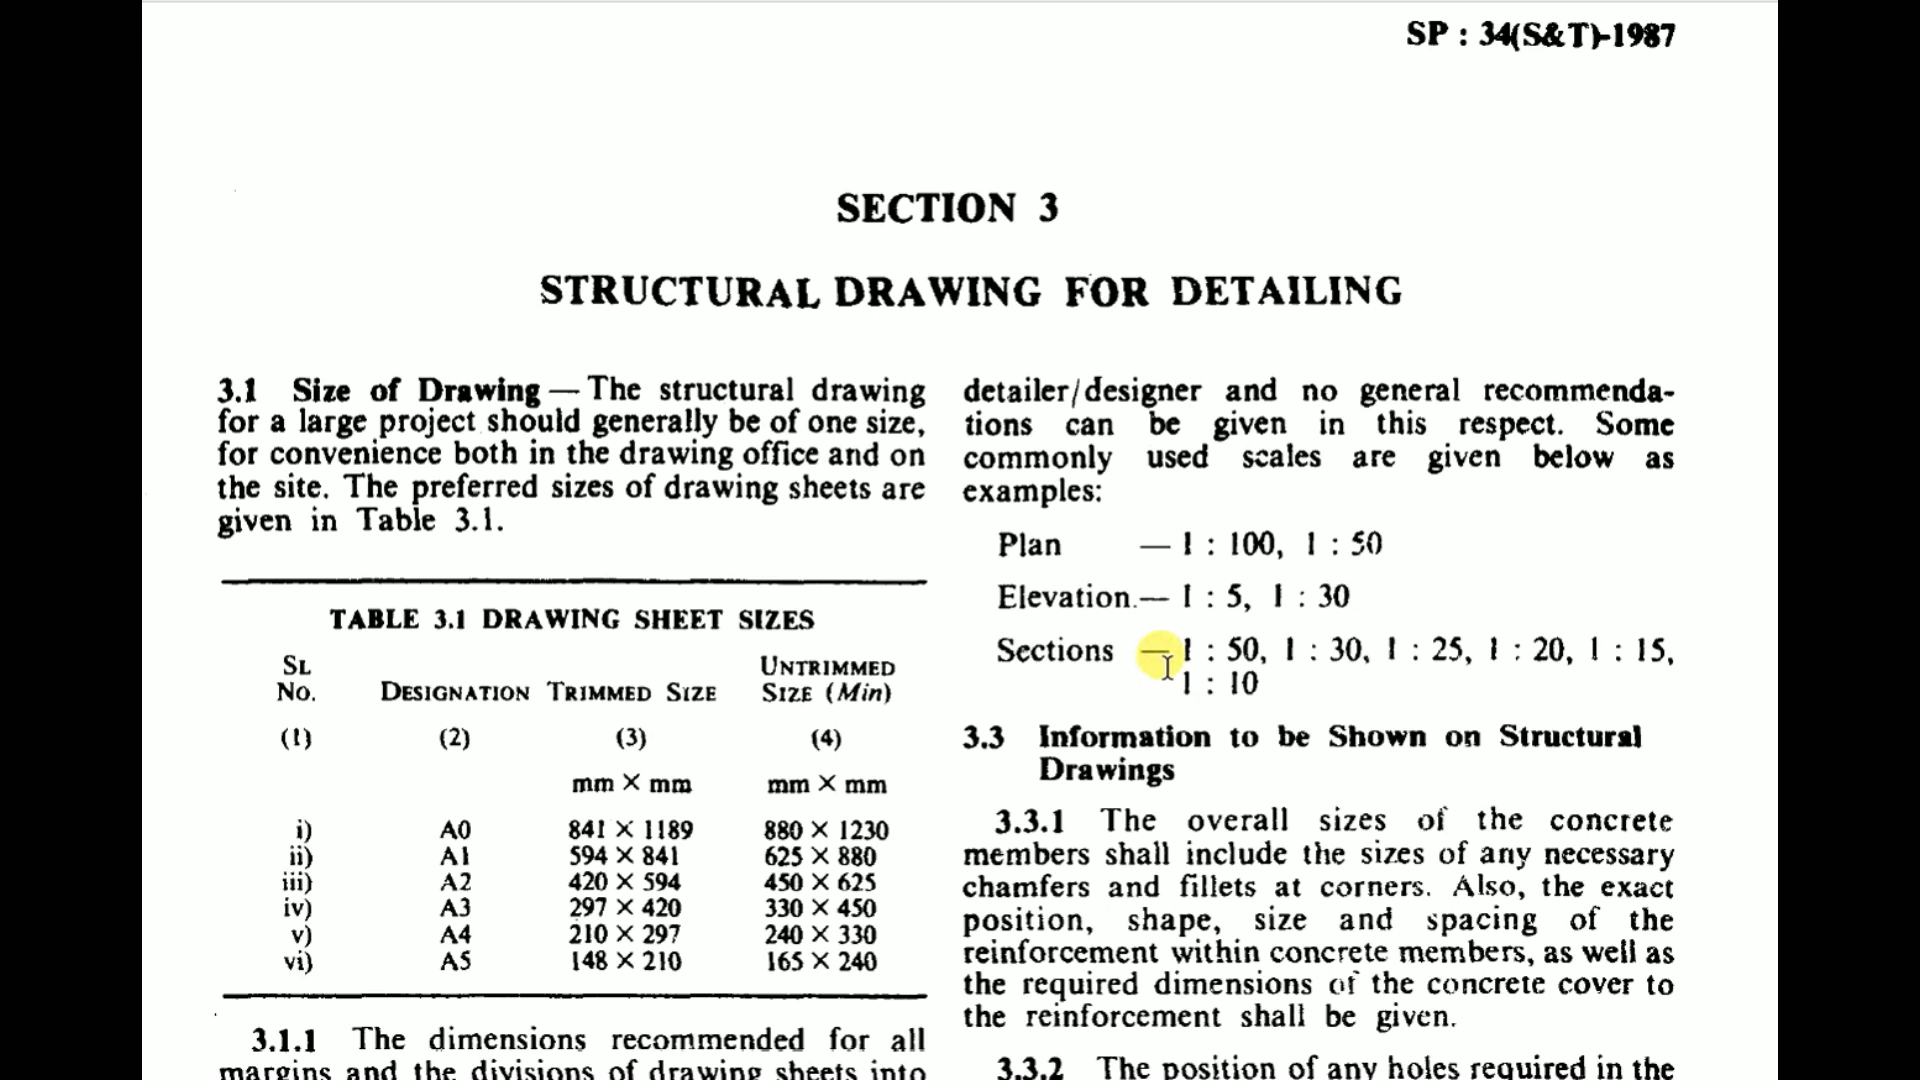 SP : 34(S&T)-1987
SECTION 3
STRUCTURAL DRAWING FOR DETAILING
3.1 Size of Drawing — The structural drawing
for a large project should generally be of one size,
for convenience both in the drawing office and on
the site. The preferred sizes of drawing sheets are
given in Table 3.1.
TABLE 3.1 DRAWING SHEET SIZES
SL No. DESIGNATION TRIMMED SIZE UNTRIMMED SIZE (Min)
(1) (2) (3) (4)
mm × mm mm × mm
i) A0 841 × 1189 880 × 1230
ii) A1 594 × 841 625 × 880
iii) A2 420 × 594 450 × 625
iv) A3 297 × 420 330 × 450
v) A4 210 × 297 240 × 330
vi) A5 148 × 210 165 × 240
3.1.1 The dimensions recommended for all
margins and the divisions of drawing sheets into
detailer/designer and no general recommenda-
tions can be given in this respect. Some
commonly used scales are given below as
examples:
Plan — 1 : 100, 1 : 50
Elevation — 1 : 5, 1 : 30
Sections — 1 : 50, 1 : 30, 1 : 25, 1 : 20, 1 : 15,
1 : 10
3.3 Information to be Shown on Structural
Drawings
3.3.1 The overall sizes of the concrete
members shall include the sizes of any necessary
chamfers and fillets at corners. Also, the exact
position, shape, size and spacing of the
reinforcement within concrete members, as well as
the required dimensions of the concrete cover to
the reinforcement shall be given.
3.3.2 The position of any holes required in the